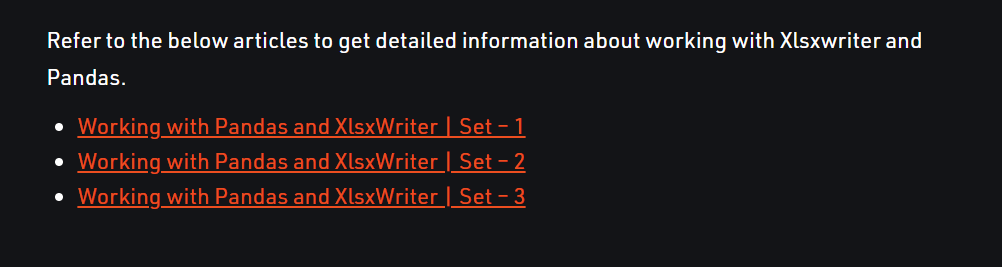 Refer to the below articles to get detailed information about working with Xlsxwriter and
Pandas.
• Working with Pandas and XlsxWriter | Set – 1
• Working with Pandas and XlsxWriter | Set – 2
• Working with Pandas and XlsxWriter | Set – 3